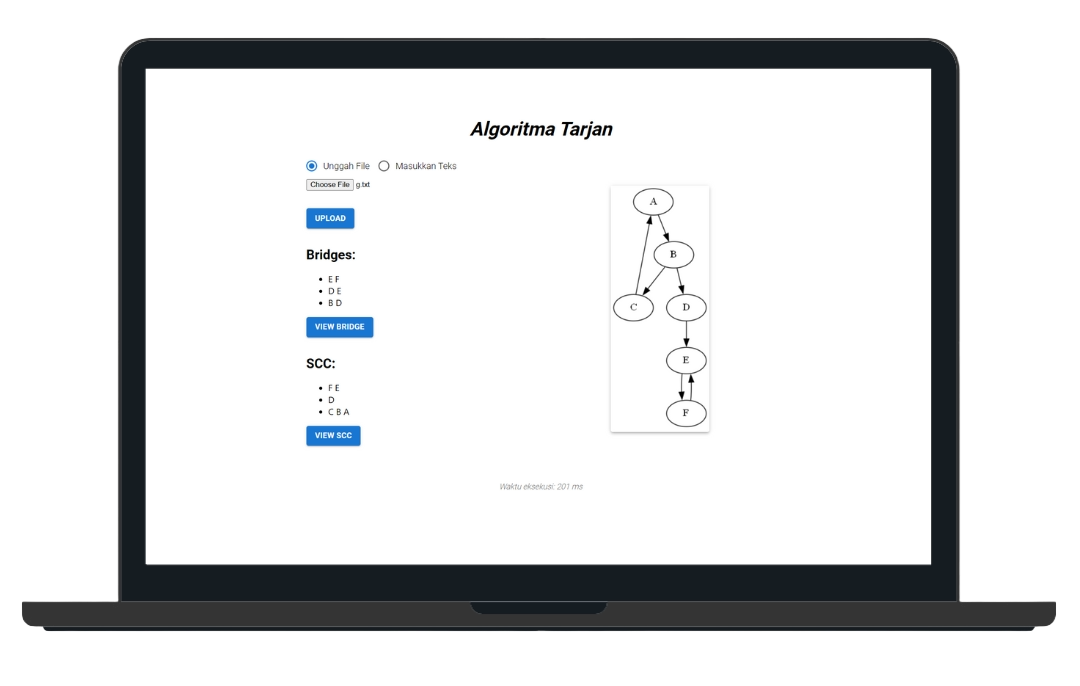 Algoritma Tarjan
Unggah File Masukkan Teks
Choose File g.txt
UPLOAD
Bridges:
E F
D E
B D
VIEW BRIDGE
SCC:
F E
D
C B A
VIEW SCC
A
B
C D
E
F
Waktu eksekusi: 201 ms